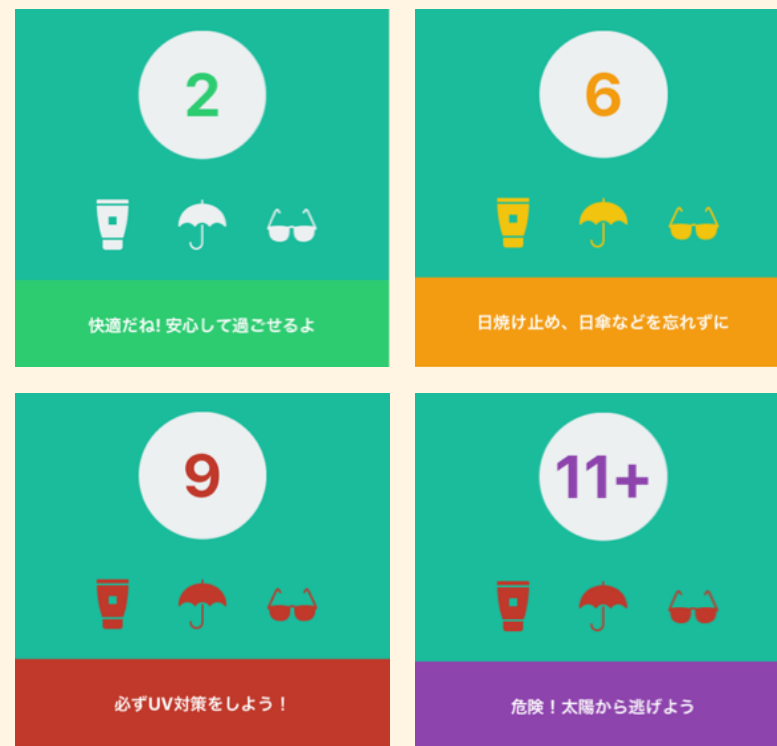 2
快適だね! 安心して過ごせるよ
6
日焼け止め、日傘などを忘れずに
9
必ずUV対策をしよう！
11+
危険！太陽から逃げよう